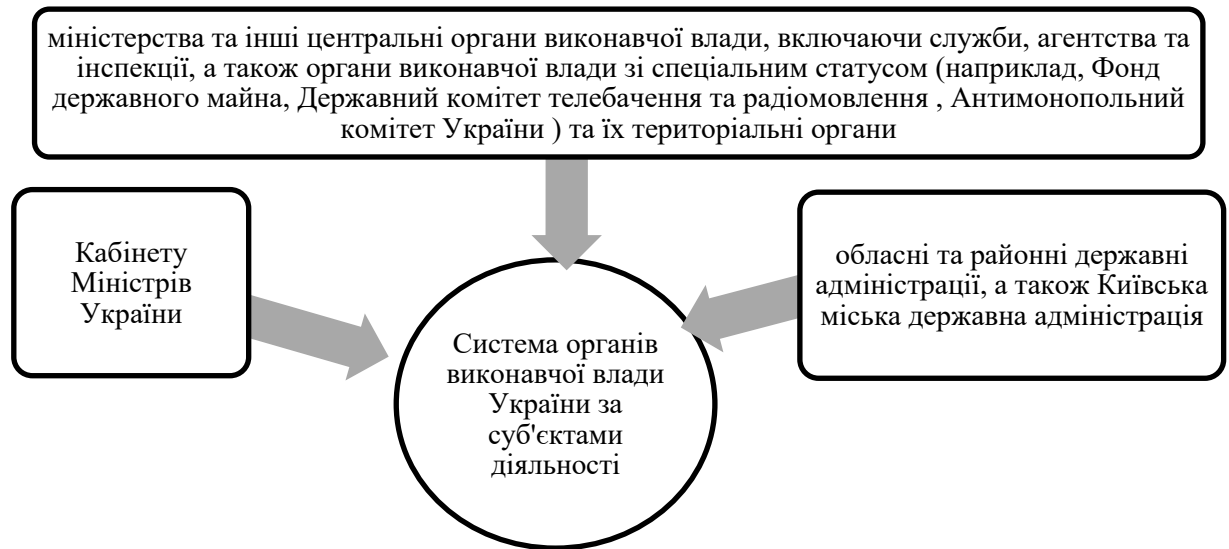 міністерства та інші центральні органи виконавчої влади, включаючи служби, агентства та
інспекції, а також органи виконавчої влади зі спеціальним статусом (наприклад, Фонд
державного майна, Державний комітет телебачення та радіомовлення , Антимонопольний
комітет України ) та їх територіальні органи
Кабінету
Міністрів
України
обласні та районні державні
адміністрації, а також Київська
міська державна адміністрація
Система органів
виконавчої влади
України за
суб'єктами
діяльності